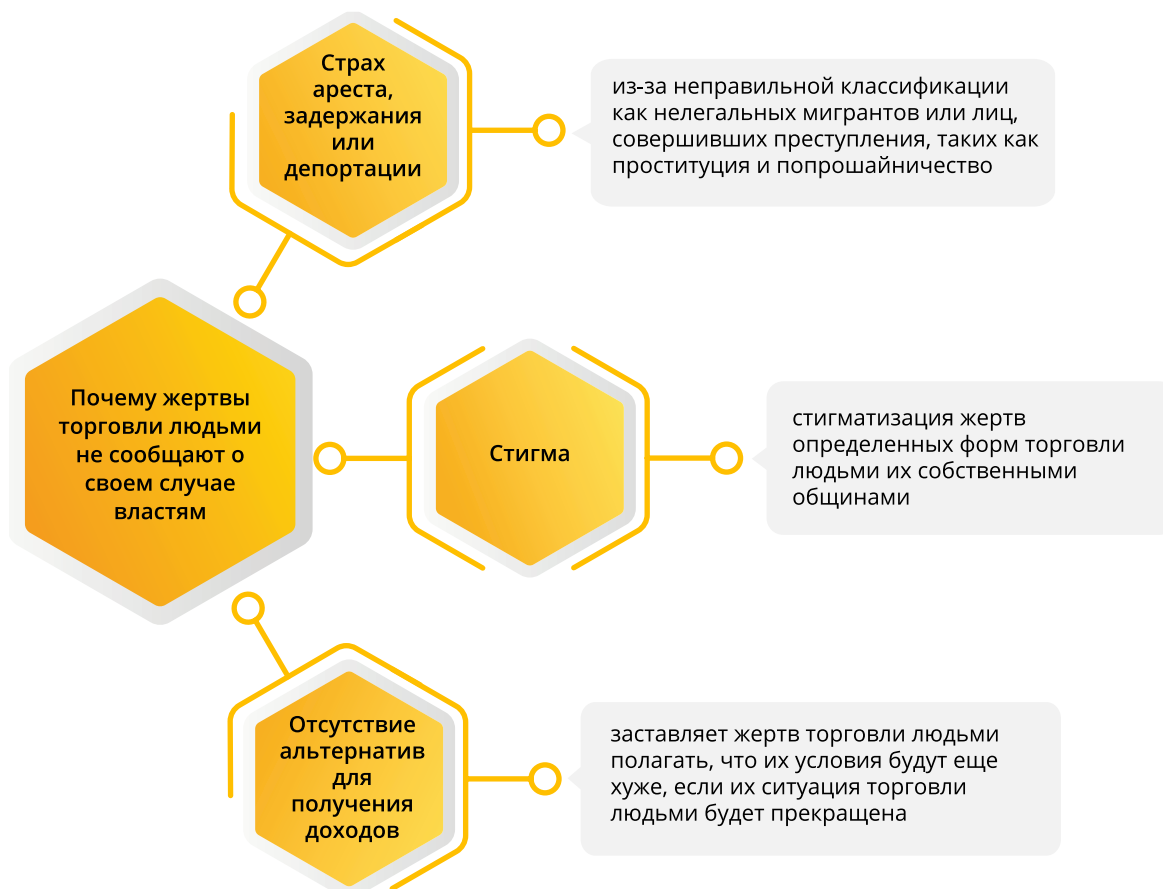 Страх
ареста,
задержания
или
депортации
из-за неправильной классификации
как нелегальных мигрантов или лиц,
совершивших преступления, таких как
проституция и попрошайничество
Почему жертвы
торговли людьми
не сообщают о
своем случае
властям
Стигма
стигматизация жертв
определенных форм торговли
людьми их собственными
общинами
Отсутствие
альтернатив
для
получения
доходов
заставляет жертв торговли людьми
полагать, что их условия будут еще
хуже, если их ситуация торговли
людьми будет прекращена